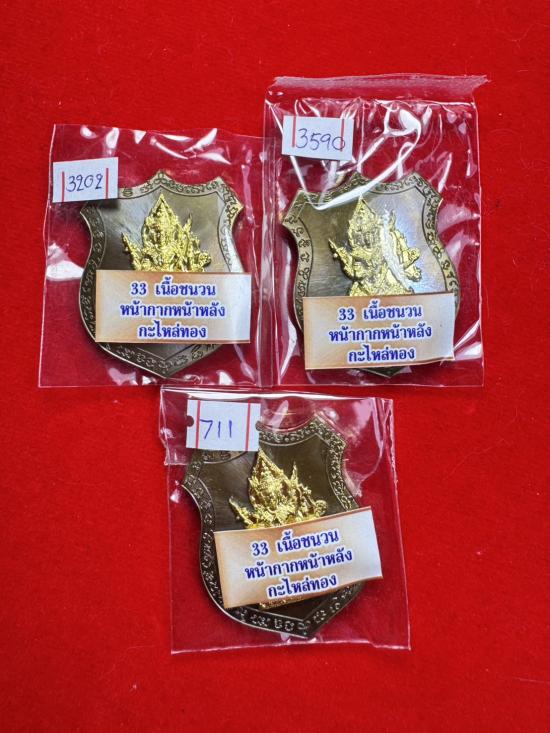 3202
33 เนื้อชนวน
หน้ากากหน้าหลัง
กะไหล่ทอง
3590
33 เนื้อชนวน
หน้ากากหน้าหลัง
กะไหล่ทอง
711
33 เนื้อชนวน
หน้ากากหน้าหลัง
กะไหล่ทอง